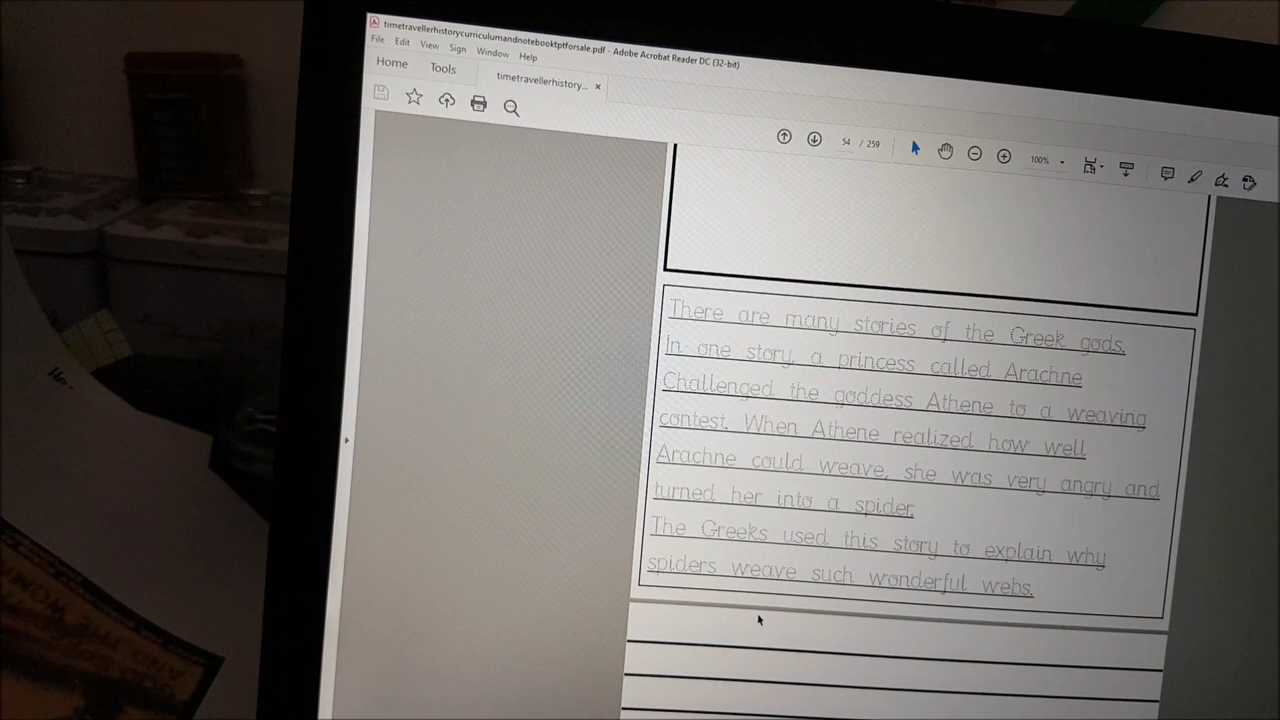 timetravellerhistorycurriculumandnotebooktptforsale.pdf - Adobe Acrobat Reader DC (32-bit)
File Edit View Sign Window Help
Home Tools timetravellerhistory... ×
54 / 259 100%
There are many stories of the Greek gods.
In one story, a princess called Arachne
Challenged the goddess Athene to a weaving
contest. When Athene realized how well
Arachne could weave, she was very angry and
turned her into a spider.
The Greeks used this story to explain why
spiders weave such wonderful webs.
AND THE